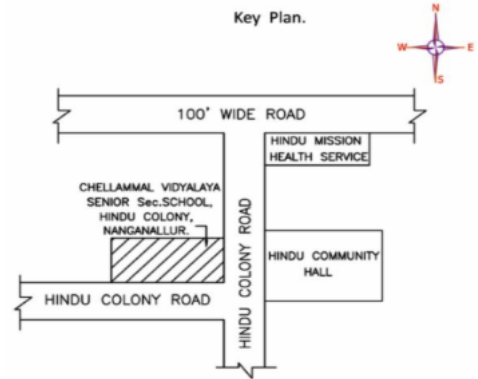 Key Plan.
N
W
E
S
100' WIDE ROAD
HINDU MISSION
HEALTH SERVICE
CHELLAMMAL VIDYALAYA
SENIOR Sec.SCHOOL,
HINDU COLONY,
NANGANALLUR.
HINDU COLONY ROAD
HINDU COMMUNITY
HALL
HINDU COLONY ROAD